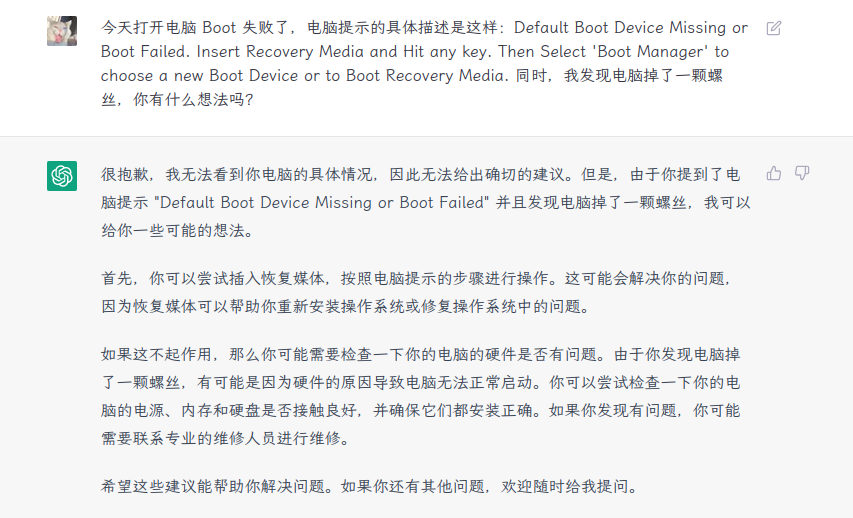 今天打开电脑 Boot 失败了，电脑提示的具体描述是这样：Default Boot Device Missing or
Boot Failed. Insert Recovery Media and Hit any key. Then Select 'Boot Manager' to
choose a new Boot Device or to Boot Recovery Media. 同时，我发现电脑掉了一颗螺
丝，你有什么想法吗？
很抱歉，我无法看到你电脑的具体情况，因此无法给出确切的建议。但是，由于你提到了电
脑提示 "Default Boot Device Missing or Boot Failed" 并且发现电脑掉了一颗螺丝，我可以
给你一些可能的想法。
首先，你可以尝试插入恢复媒体，按照电脑提示的步骤进行操作。这可能会解决你的问题，
因为恢复媒体可以帮助你重新安装操作系统或修复操作系统中的问题。
如果这不起作用，那么你可能需要检查一下你的电脑的硬件是否有问题。由于你发现电脑掉
了一颗螺丝，有可能是因为硬件的原因导致电脑无法正常启动。你可以尝试检查一下你的电
脑的电源、内存和硬盘是否接触良好，并确保它们都安装正确。如果你发现有问题，你可能
需要联系专业的维修人员进行维修。
希望这些建议能帮助你解决问题。如果你还有其他问题，欢迎随时给我提问。